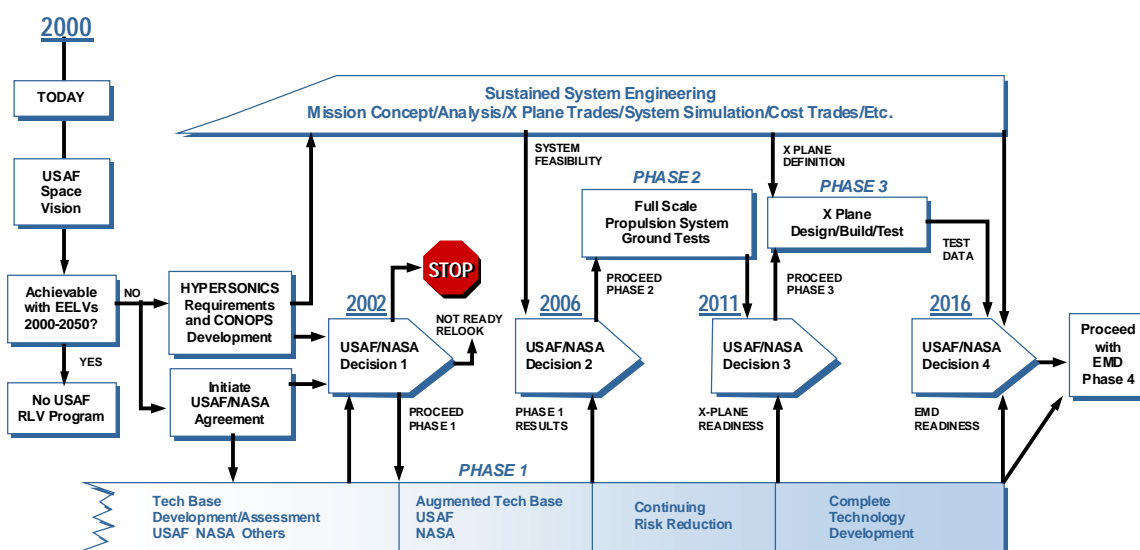 2000
TODAY
USAF
Space
Vision
Achievable
with EELVs
2000-2050?
NO
YES
No USAF
RLV Program
HYPERSONICS
Requirements
and CONOPS
Development
Initiate
USAF/NASA
Agreement
Sustained System Engineering
Mission Concept/Analysis/X Plane Trades/System Simulation/Cost Trades/Etc.
STOP
2002
USAF/NASA
Decision 1
NOT READY
RELOOK
PROCEED
PHASE 1
SYSTEM
FEASIBILITY
2006
USAF/NASA
Decision 2
PHASE 1
RESULTS
PHASE 2
Full Scale
Propulsion System
Ground Tests
PROCEED
PHASE 2
2011
USAF/NASA
Decision 3
X-PLANE
READINESS
X PLANE
DEFINITION
PHASE 3
X Plane
Design/Build/Test
PROCEED
PHASE 3
TEST
DATA
2016
USAF/NASA
Decision 4
EMD
READINESS
Proceed
with
EMD
Phase 4
PHASE 1
Tech Base
Development/Assessment
USAF NASA Others
Augmented Tech Base
USAF
NASA
Continuing
Risk Reduction
Complete
Technology
Development